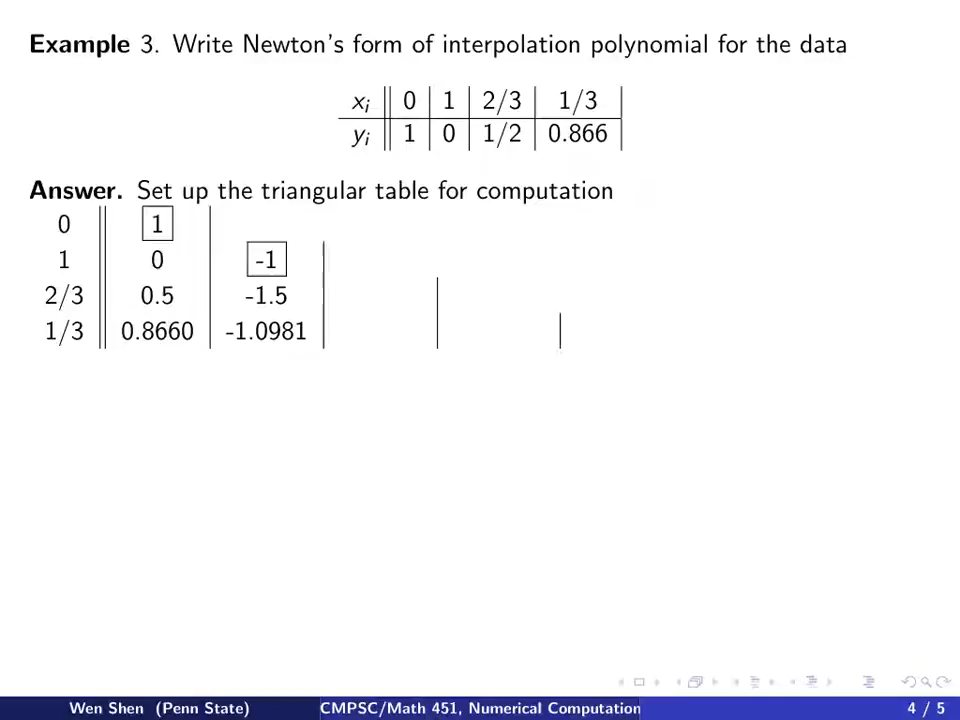 Example 3. Write Newton's form of interpolation polynomial for the data
xi 0 1 2/3 1/3
yi 1 0 1/2 0.866
Answer. Set up the triangular table for computation
0 1
1 0 -1
2/3 0.5 -1.5
1/3 0.8660 -1.0981
Wen Shen (Penn State) CMPSC/Math 451, Numerical Computation 4 / 5